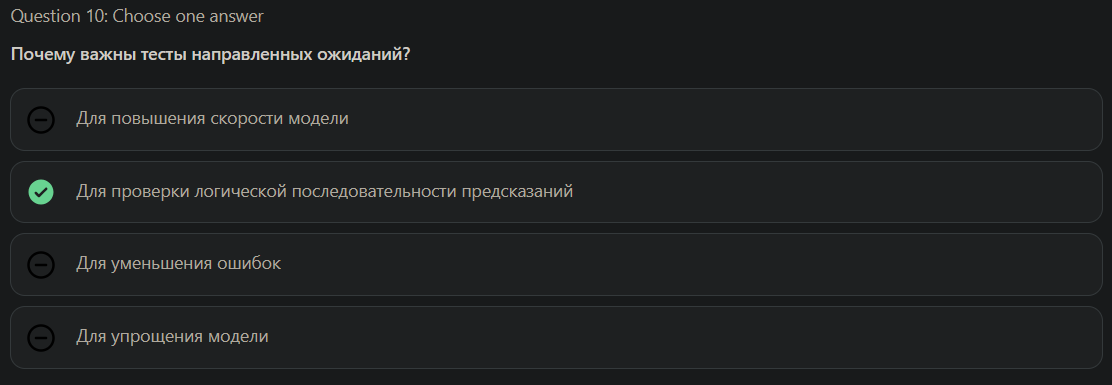 Question 10: Choose one answer
Почему важны тесты направленных ожиданий?
Для повышения скорости модели
Для проверки логической последовательности предсказаний
Для уменьшения ошибок
Для упрощения модели